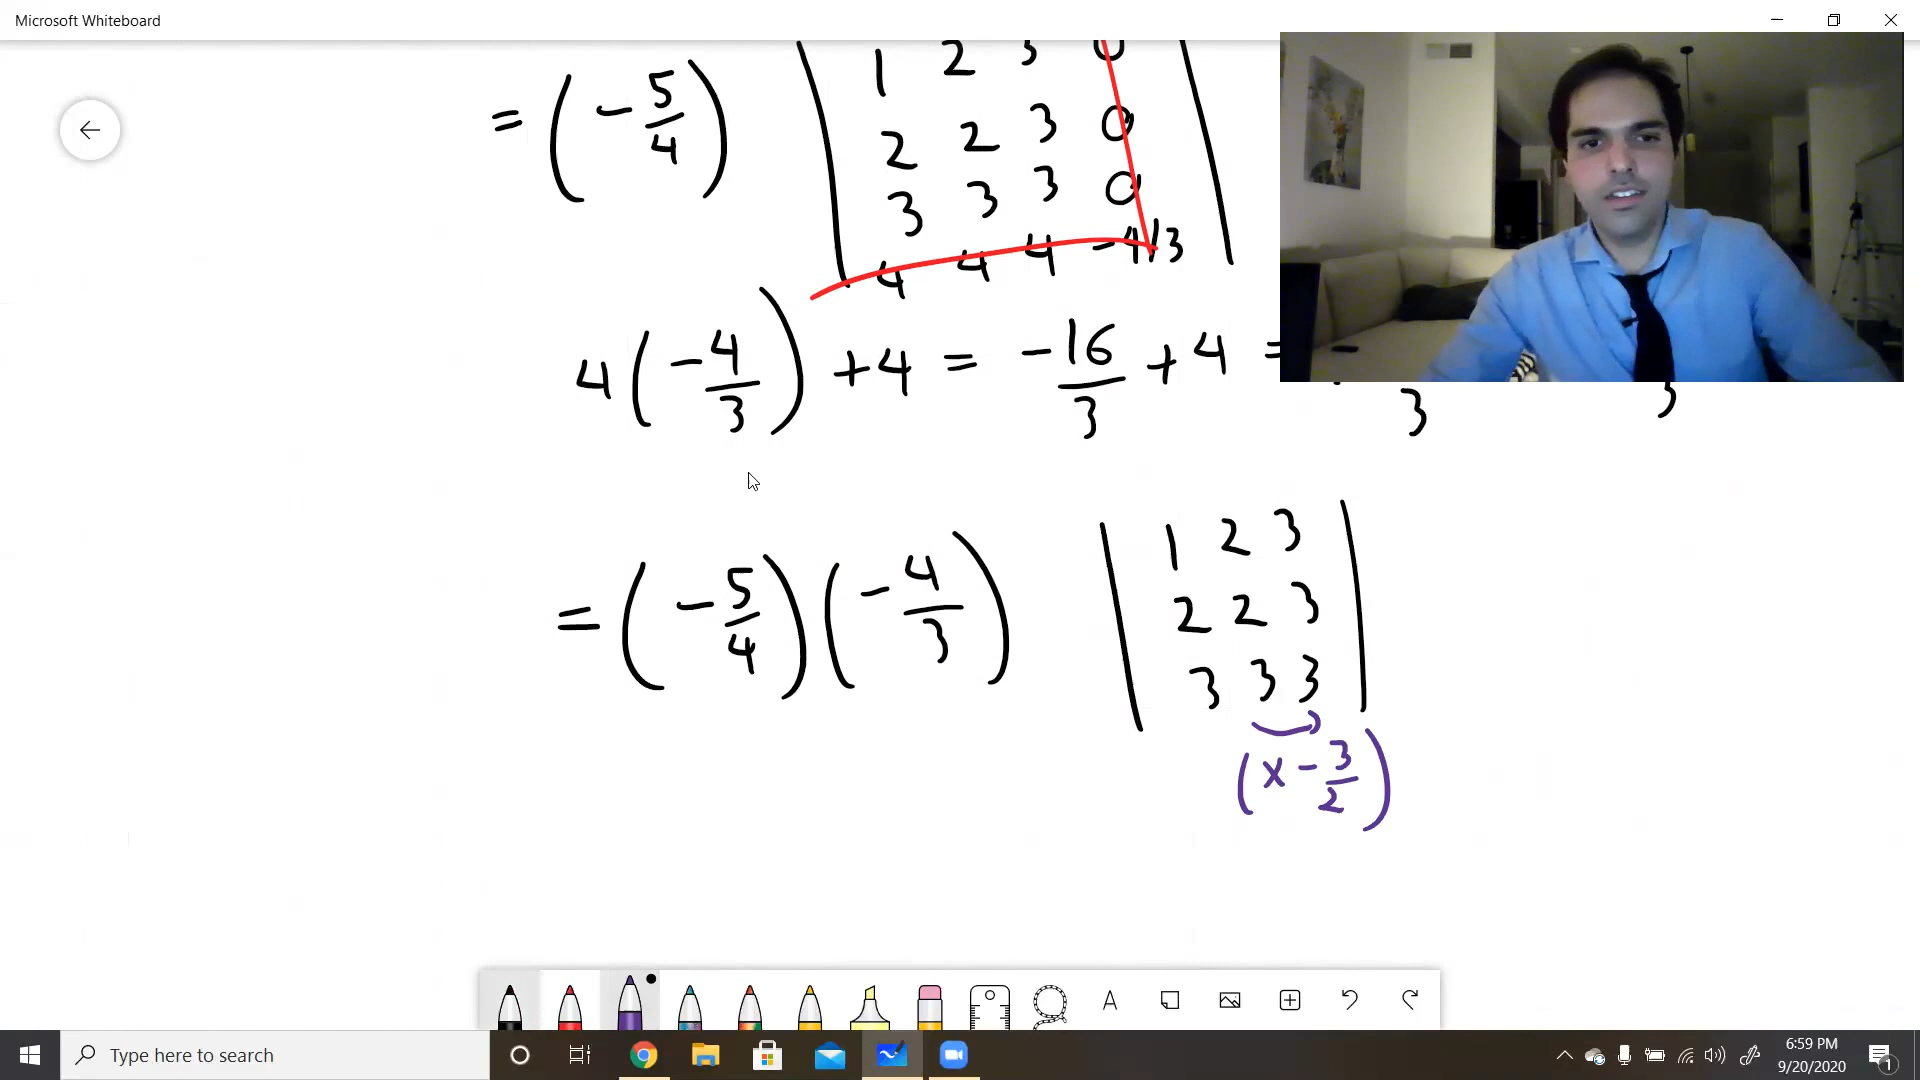 Microsoft Whiteboard
= (-5/4) | 1 2 3 0
2 2 3 0
3 3 3 0
4 4 4 -4/3 |
4(-4/3) + 4 = -16/3 + 4 =
3 3
= (-5/4)(-4/3) | 1 2 3
2 2 3
3 3 3 |
(x - 3/2)
A
Type here to search
6:59 PM
9/20/2020
1